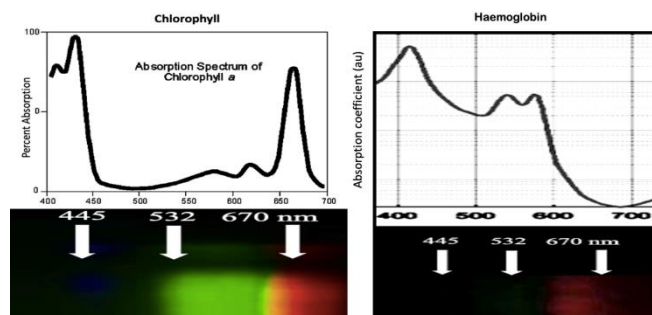 Chlorophyll
100
Absorption Spectrum of
Chlorophyll a
Percent Absorption
0
0
400 450 500 550 600 650 700
445 532 670 nm
Haemoglobin
Absorption coefficient (au)
400 500 600 700
445 532 670 nm